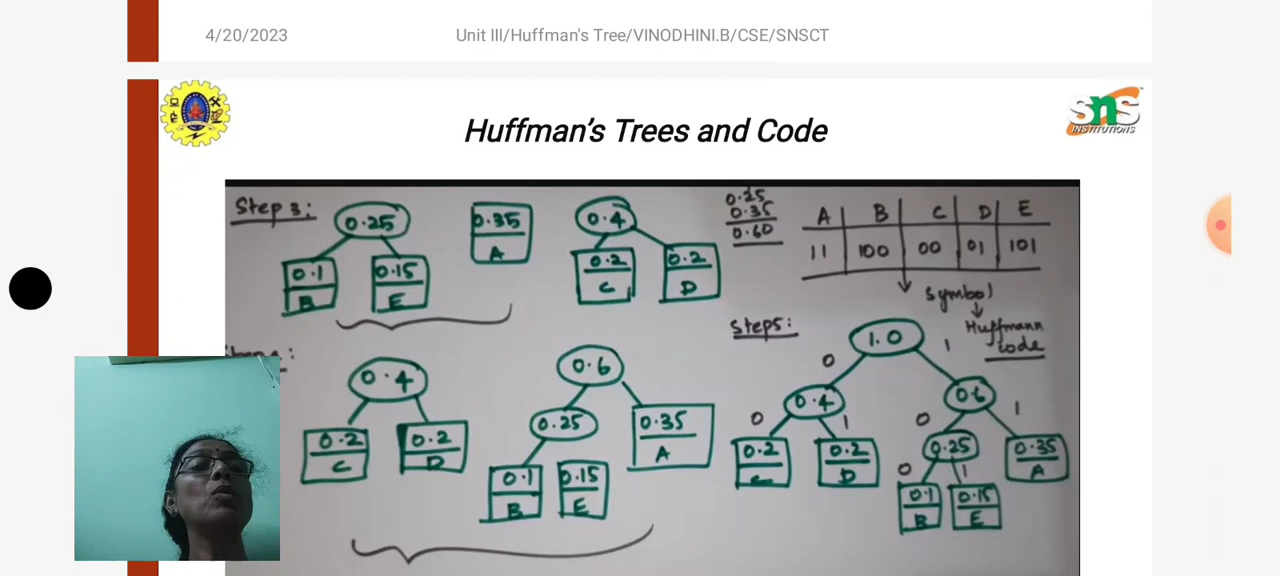 4/20/2023 Unit III/Huffman's Tree/VINODHINI.B/CSE/SNSCT
Huffman's Trees and Code
sns
INSTITUTIONS
Step 3:
0.25
0.1
B
0.15
E
0.35
A
0.4
0.2
C
0.2
D
0.25
0.35
0.60
A B C D E
11 100 00 01 101
Symbol
Huffmann
code
0.4
0.2
C
0.2
D
0.6
0.25
0.35
A
0.1
B
0.15
E
Step5:
1.0
0 1
0.4 0.6
0 1 0 1
0.2
C
0.2
D
0.25
0.35
A
0 1
0.1
B
0.15
E